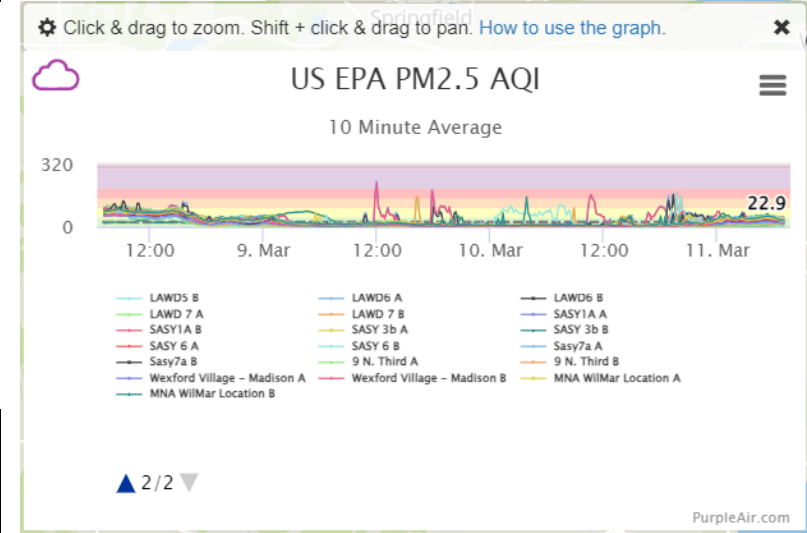 Springfield
Click & drag to zoom. Shift + click & drag to pan. How to use the graph.
US EPA PM2.5 AQI
10 Minute Average
320
22.9
0
12:00 9. Mar 12:00 10. Mar 12:00 11. Mar
LAWD5 B LAWD6 A LAWD6 B
LAWD 7 A LAWD 7 B SASY1A A
SASY1A B SASY 3b A SASY 3b B
SASY 6 A SASY 6 B Sasy7a A
Sasy7a B 9 N. Third A 9 N. Third B
Wexford Village – Madison A Wexford Village – Madison B MNA WilMar Location A
MNA WilMar Location B
2/2
PurpleAir.com